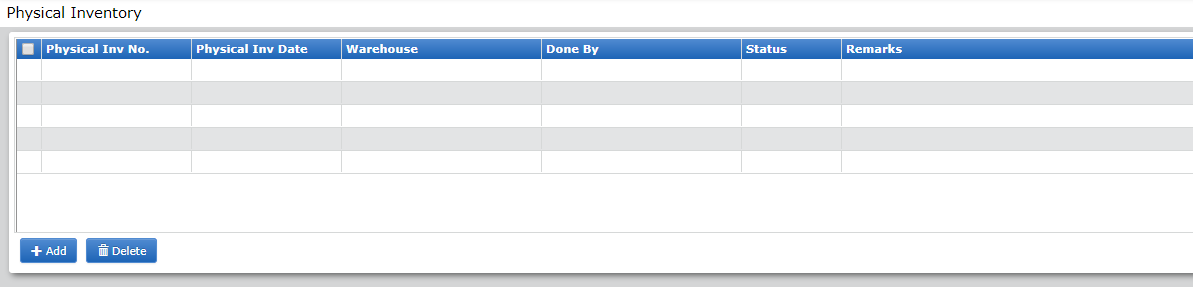 Physical Inventory
Physical Inv No. Physical Inv Date Warehouse Done By Status Remarks
Add Delete